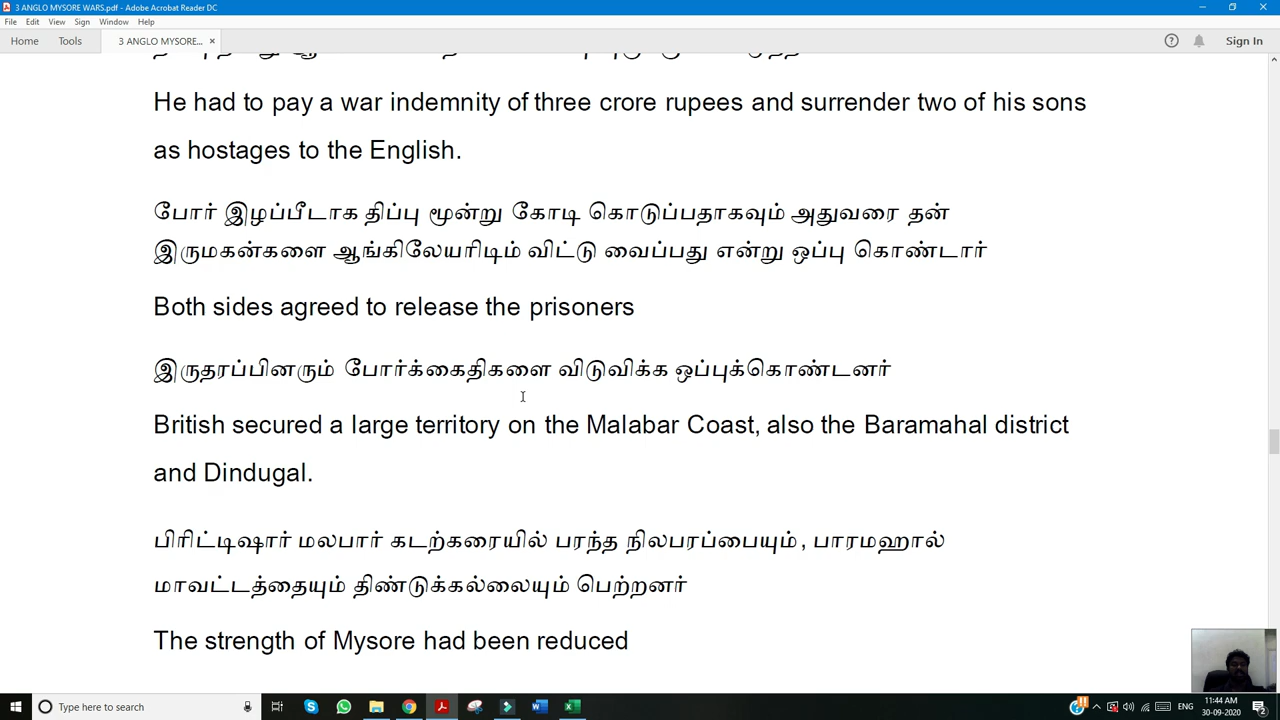 3 ANGLO MYSORE WARS.pdf - Adobe Acrobat Reader DC
File Edit View Sign Window Help
Home Tools 3 ANGLO MYSORE... × Sign In
He had to pay a war indemnity of three crore rupees and surrender two of his sons
as hostages to the English.
போர் இழப்பீடாக திப்பு மூன்று கோடி கொடுப்பதாகவும் அதுவரை தன்
இருமகன்களை ஆங்கிலேயரிடிம் விட்டு வைப்பது என்று ஒப்பு கொண்டார்
Both sides agreed to release the prisoners
இருதரப்பினரும் போர்க்கைதிகளை விடுவிக்க ஒப்புக்கொண்டனர்
British secured a large territory on the Malabar Coast, also the Baramahal district
and Dindugal.
பிரிட்டிஷார் மலபார் கடற்கரையில் பரந்த நிலபரப்பையும், பாரமஹால்
மாவட்டத்தையும் திண்டுக்கல்லையும் பெற்றனர்
The strength of Mysore had been reduced
Type here to search
ENG
11:44 AM
30-09-2020
2